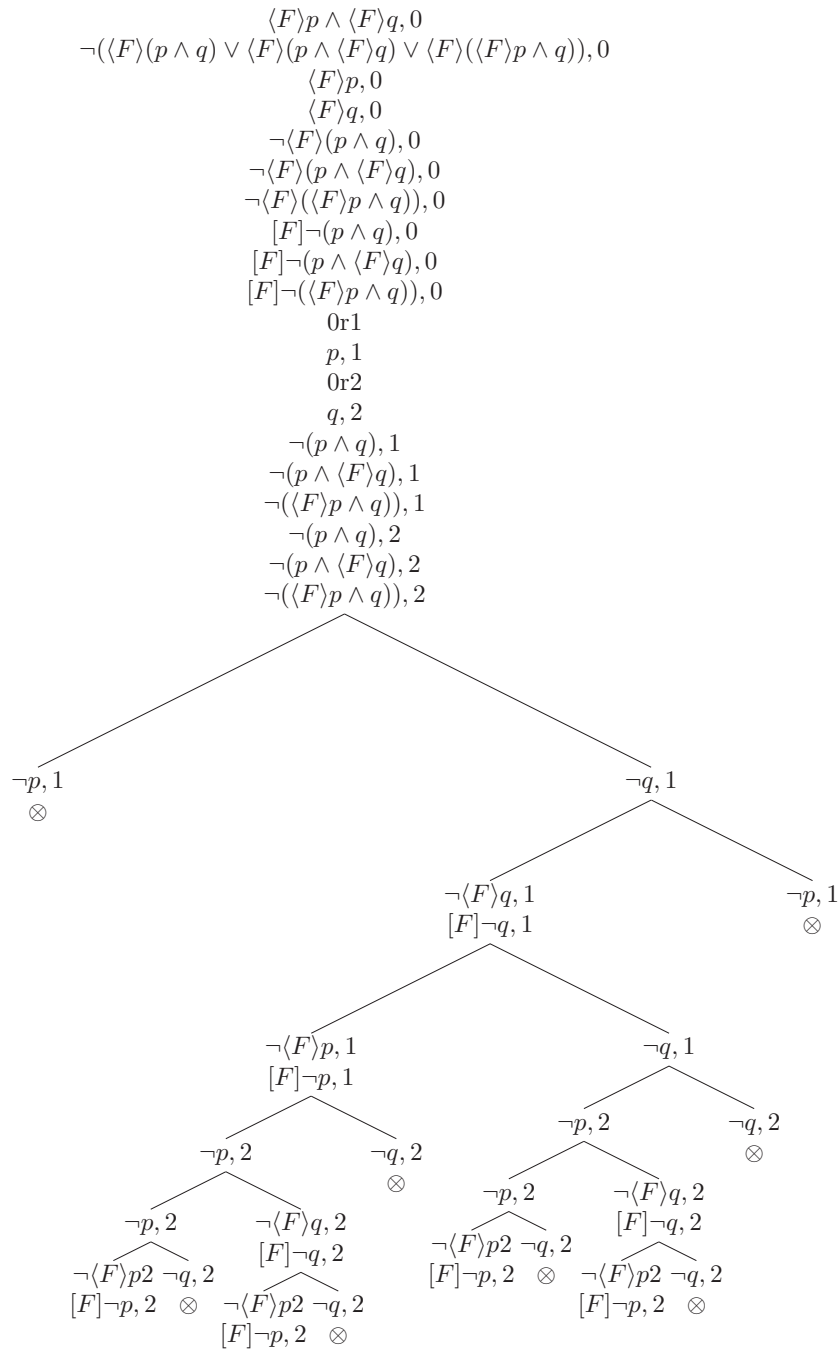 ⟨F⟩p ∧ ⟨F⟩q, 0
¬(⟨F⟩(p ∧ q) ∨ ⟨F⟩(p ∧ ⟨F⟩q) ∨ ⟨F⟩(⟨F⟩p ∧ q)), 0
⟨F⟩p, 0
⟨F⟩q, 0
¬⟨F⟩(p ∧ q), 0
¬⟨F⟩(p ∧ ⟨F⟩q), 0
¬⟨F⟩(⟨F⟩p ∧ q)), 0
[F]¬(p ∧ q), 0
[F]¬(p ∧ ⟨F⟩q), 0
[F]¬(⟨F⟩p ∧ q)), 0
0r1
p, 1
0r2
q, 2
¬(p ∧ q), 1
¬(p ∧ ⟨F⟩q), 1
¬(⟨F⟩p ∧ q)), 1
¬(p ∧ q), 2
¬(p ∧ ⟨F⟩q), 2
¬(⟨F⟩p ∧ q)), 2
¬p, 1 ¬q, 1
⊗
¬⟨F⟩q, 1 ¬p, 1
[F]¬q, 1 ⊗
¬⟨F⟩p, 1 ¬q, 1
[F]¬p, 1
¬p, 2 ¬q, 2
⊗
¬p, 2 ¬q, 2
⊗
¬p, 2 ¬⟨F⟩q, 2
[F]¬q, 2
¬p, 2 ¬⟨F⟩q, 2
[F]¬q, 2
¬⟨F⟩p2 ¬q, 2
[F]¬p, 2 ⊗
¬⟨F⟩p2 ¬q, 2
[F]¬p, 2 ⊗
¬⟨F⟩p2 ¬q, 2
[F]¬p, 2 ⊗
¬⟨F⟩p2 ¬q, 2
[F]¬p, 2 ⊗